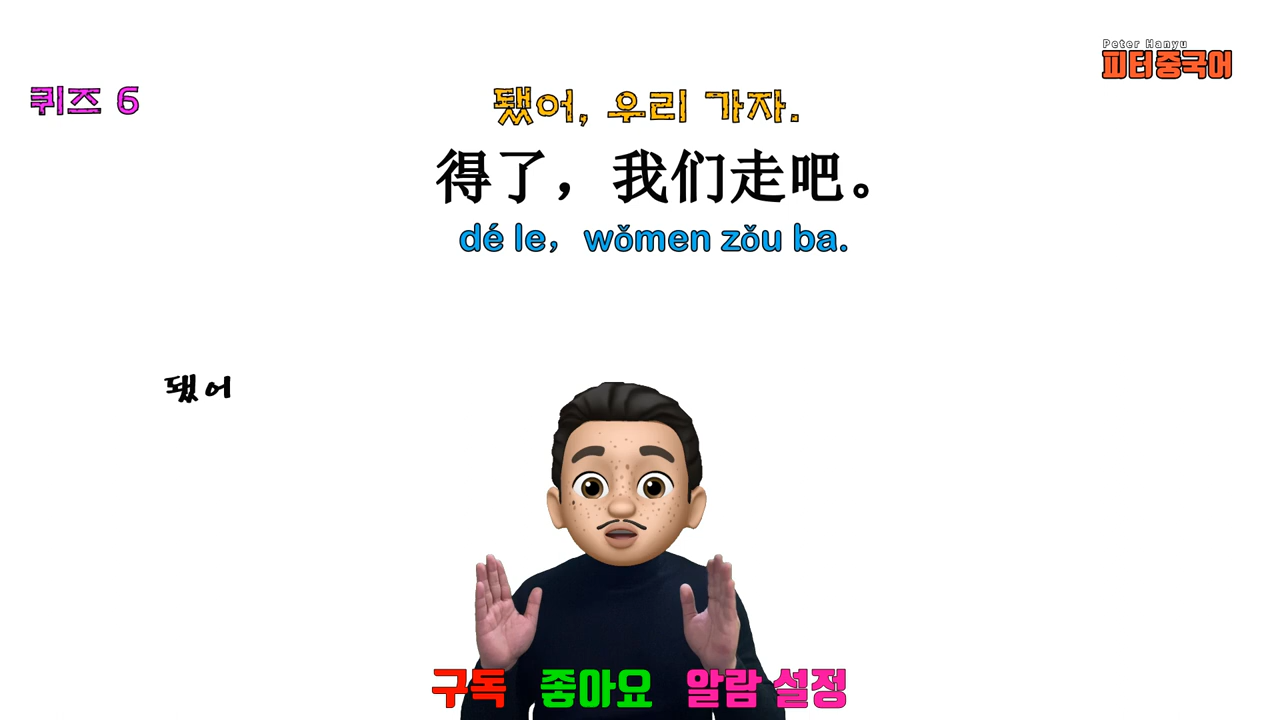 Peter Hanyu
피터중국어
퀴즈 6
됐어, 우리 가자.
得了，我们走吧。
dé le，wǒmen zǒu ba.
됐어
구독 좋아요 알람 설정